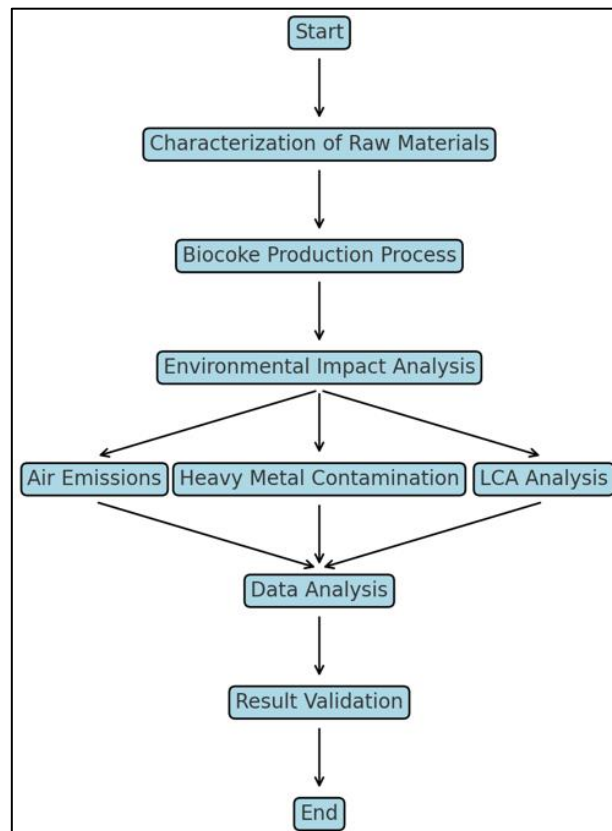 Start
Characterization of Raw Materials
Biocoke Production Process
Environmental Impact Analysis
Air Emissions
Heavy Metal Contamination
LCA Analysis
Data Analysis
Result Validation
End